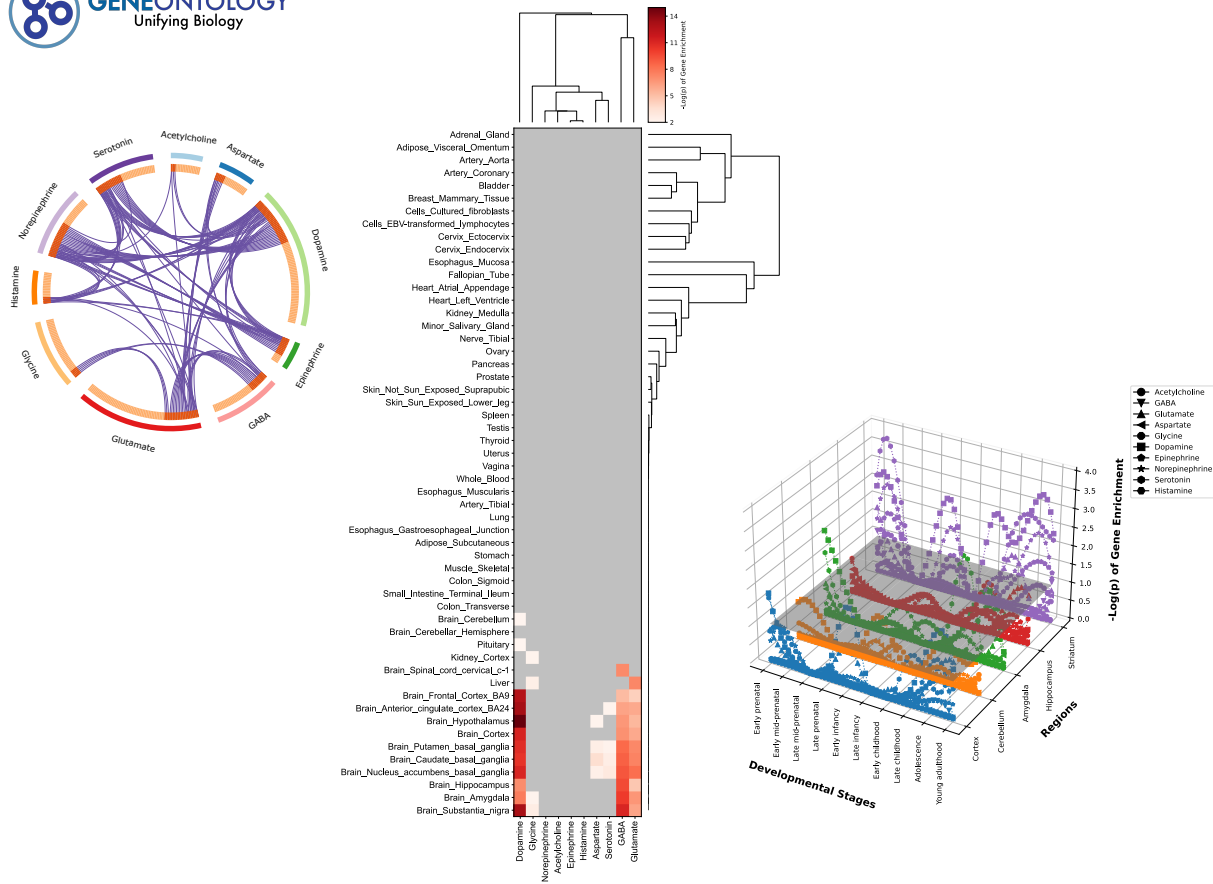 GENEONTOLOGY
Unifying Biology
Acetylcholine
Aspartate
Dopamine
Epinephrine
GABA
Glutamate
Glycine
Histamine
Norepinephrine
Serotonin
14
11
8
5
2
-Log(p) of Gene Enrichment
Adrenal_Gland
Adipose_Visceral_Omentum
Artery_Aorta
Artery_Coronary
Bladder
Breast_Mammary_Tissue
Cells_Cultured_fibroblasts
Cells_EBV-transformed_lymphocytes
Cervix_Ectocervix
Cervix_Endocervix
Esophagus_Mucosa
Fallopian_Tube
Heart_Atrial_Appendage
Heart_Left_Ventricle
Kidney_Medulla
Minor_Salivary_Gland
Nerve_Tibial
Ovary
Pancreas
Prostate
Skin_Not_Sun_Exposed_Suprapubic
Skin_Sun_Exposed_Lower_leg
Spleen
Testis
Thyroid
Uterus
Vagina
Whole_Blood
Esophagus_Muscularis
Artery_Tibial
Lung
Esophagus_Gastroesophageal_Junction
Adipose_Subcutaneous
Stomach
Muscle_Skeletal
Colon_Sigmoid
Small_Intestine_Terminal_Ileum
Colon_Transverse
Brain_Cerebellum
Brain_Cerebellar_Hemisphere
Pituitary
Kidney_Cortex
Brain_Spinal_cord_cervical_c-1
Liver
Brain_Frontal_Cortex_BA9
Brain_Anterior_cingulate_cortex_BA24
Brain_Hypothalamus
Brain_Cortex
Brain_Putamen_basal_ganglia
Brain_Caudate_basal_ganglia
Brain_Nucleus_accumbens_basal_ganglia
Brain_Hippocampus
Brain_Amygdala
Brain_Substantia_nigra
Dopamine
Glycine
Norepinephrine
Acetylcholine
Epinephrine
Histamine
Aspartate
Serotonin
GABA
Glutamate
Acetylcholine
GABA
Glutamate
Aspartate
Glycine
Dopamine
Epinephrine
Norepinephrine
Serotonin
Histamine
4.0
3.5
3.0
2.5
2.0
1.5
1.0
0.5
0.0
-Log(p) of Gene Enrichment
Early prenatal
Early mid-prenatal
Late mid-prenatal
Late prenatal
Early infancy
Late infancy
Early childhood
Late childhood
Adolescence
Young adulthood
Developmental Stages
Cortex
Cerebellum
Amygdala
Hippocampus
Striatum
Regions